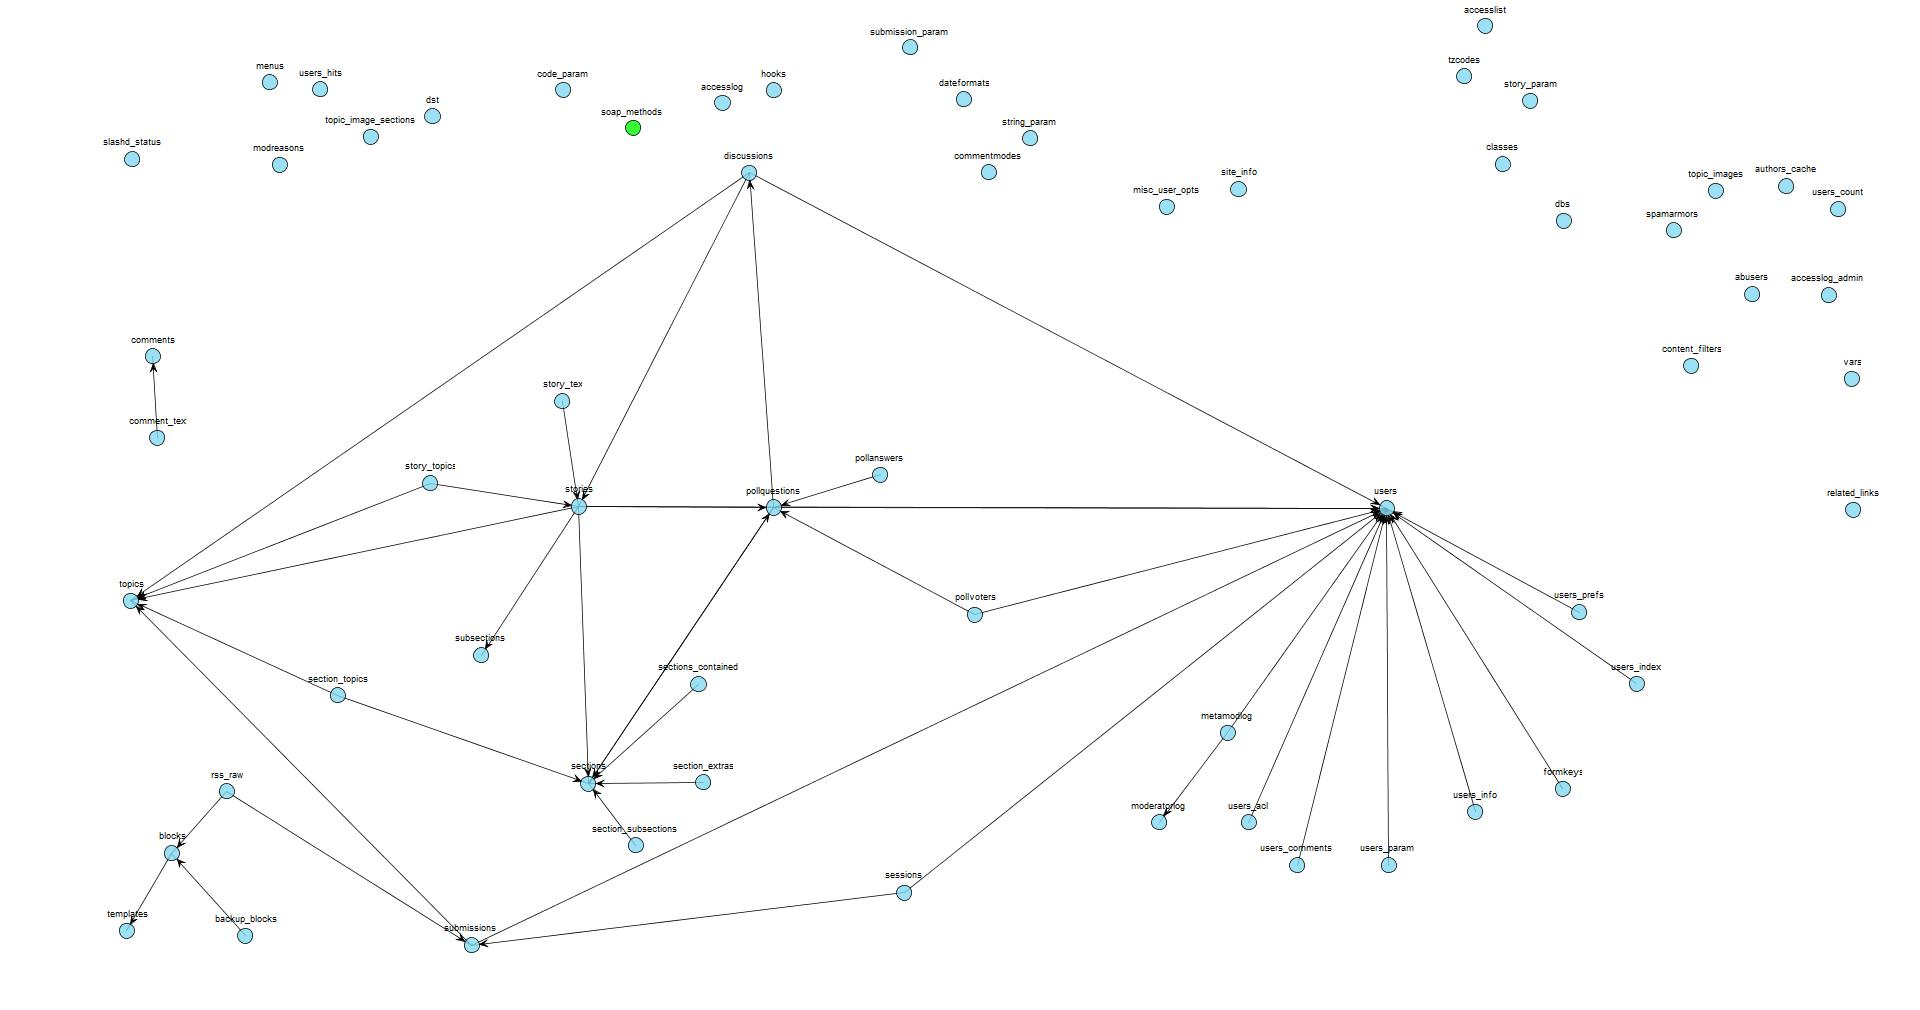 accesslist
submission_param
tzcodes
menus
users_hits
code_param
hooks
accesslog
dateformats
story_param
dst
soap_methods
topic_image_sections
string_param
slashd_status
modreasons
discussions
commentmodes
classes
site_info
misc_user_opts
topic_images
authors_cache
users_count
dbs
spamarmors
abusers
accesslog_admin
comments
content_filters
vars
story_tex
comment_tex
story_topics
pollanswers
stories
pollquestions
users
related_links
topics
pollvoters
users_prefs
subsections
sections_contained
users_index
section_topics
metamodlog
sections
section_extras
rss_raw
formkeys
users_info
moderatorlog
users_acl
blocks
section_subsections
users_comments
users_param
sessions
templates
backup_blocks
submissions